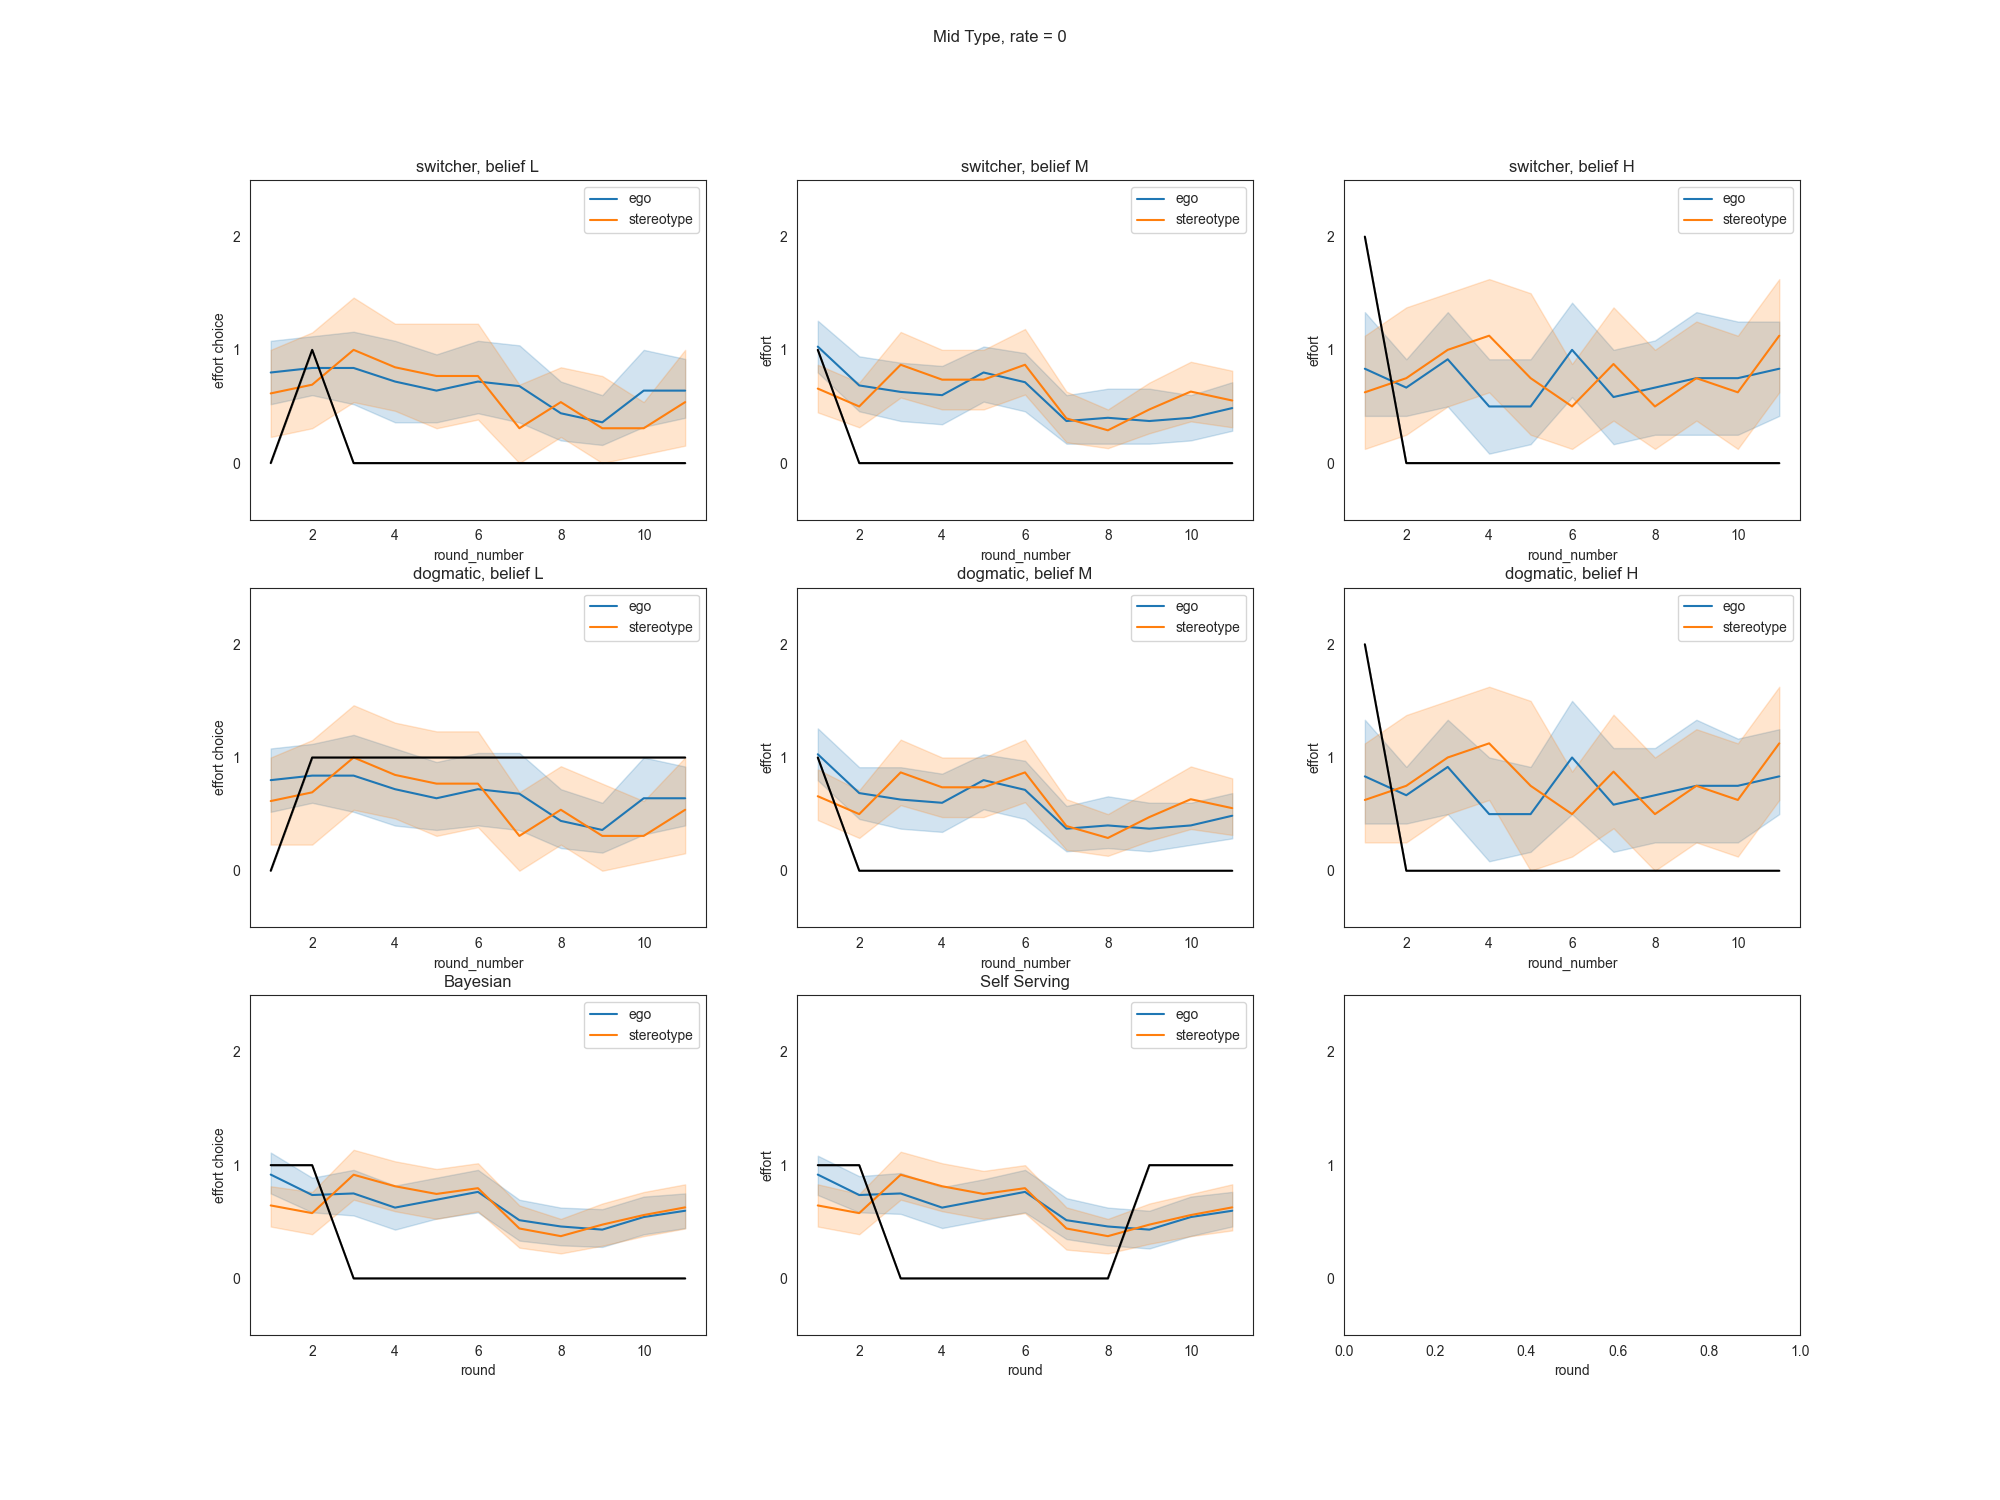 Mid Type, rate = 0
switcher, belief L
switcher, belief M
switcher, belief H
ego
stereotype
2
1
0
effort choice
2 4 6 8 10
round_number
ego
stereotype
2
1
0
effort
2 4 6 8 10
round_number
ego
stereotype
2
1
0
effort
2 4 6 8 10
round_number
dogmatic, belief L
dogmatic, belief M
dogmatic, belief H
ego
stereotype
2
1
0
effort choice
2 4 6 8 10
round_number
ego
stereotype
2
1
0
effort
2 4 6 8 10
round_number
ego
stereotype
2
1
0
effort
2 4 6 8 10
round_number
Bayesian
Self Serving
ego
stereotype
2
1
0
effort choice
2 4 6 8 10
round
ego
stereotype
2
1
0
effort
2 4 6 8 10
round
2
1
0
0.0 0.2 0.4 0.6 0.8 1.0
round